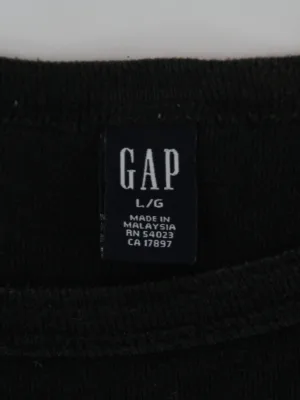 GAP
L/G
MADE IN
MALAYSIA
RN 54023
CA 17897